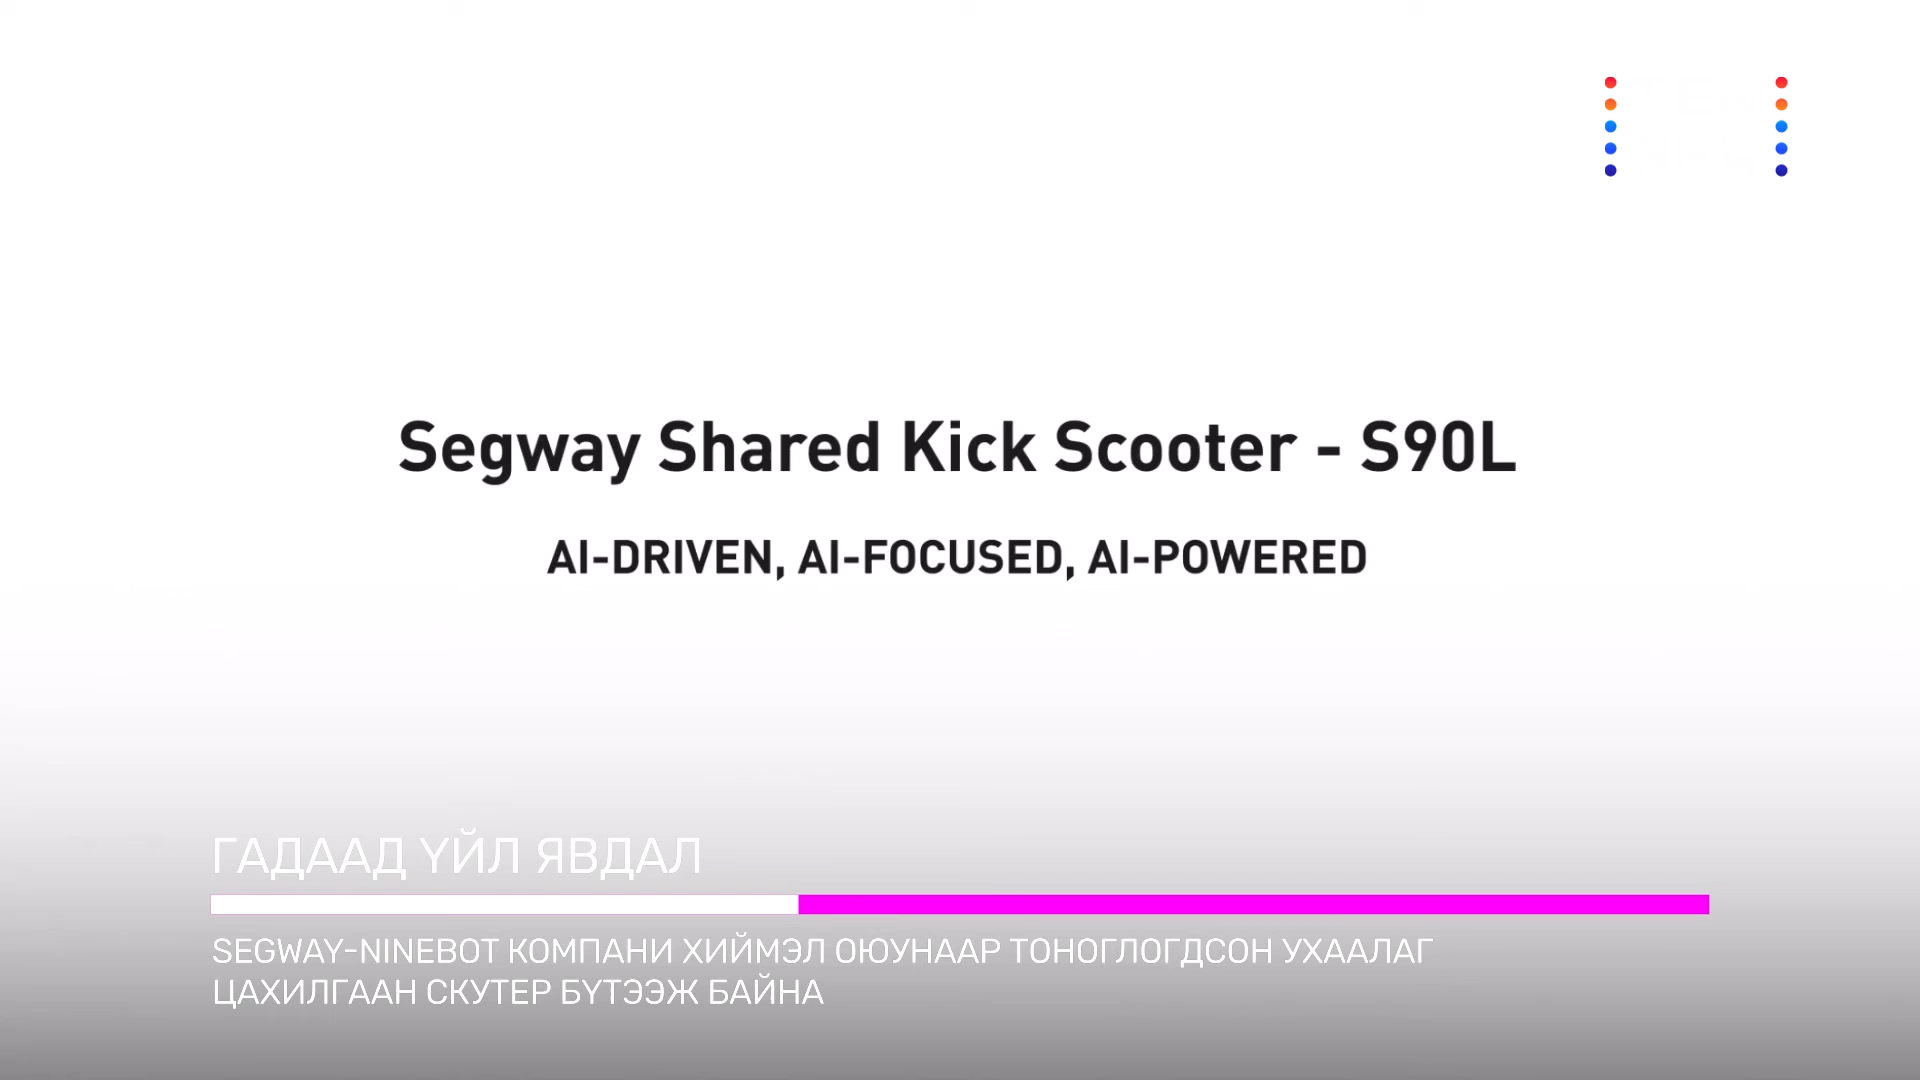 Segway Shared Kick Scooter - S90L
AI-DRIVEN, AI-FOCUSED, AI-POWERED
ГАДААД ҮЙЛ ЯВДАЛ
SEGWAY-NINEBOT КОМПАНИ ХИЙМЭЛ ОЮУНААР ТОНОГЛОГДСОН УХААЛАГ
ЦАХИЛГААН СКУТЕР БҮТЭЭЖ БАЙНА